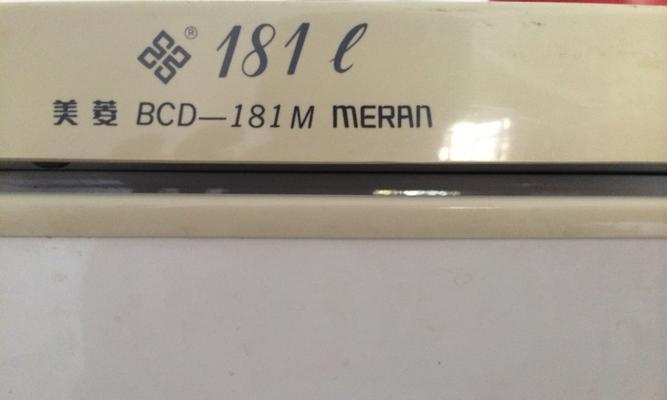 ® 181 ℓ
美菱 BCD—181M MERAN